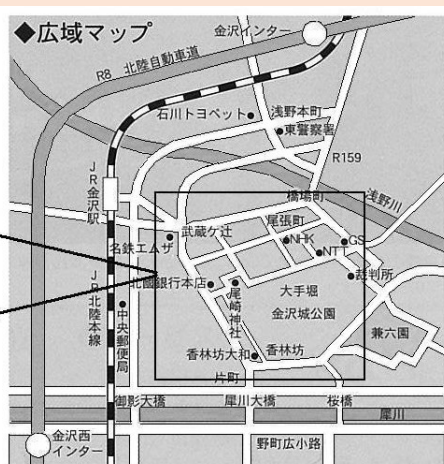 ◆広域マップ
金沢インター
R8 北陸自動車道
石川トヨペット
浅野本町
東警察署
R159
JR金沢駅
橋場町
浅野川
尾張町
武蔵ケ辻
名鉄エムザ
NHK
GS
NTT
裁判所
北國銀行本店
尾崎神社
大手堀
金沢城公園
兼六園
JR北陸本線
中央郵便局
香林坊大和
香林坊
片町
御影大橋
犀川大橋
桜橋
犀川
金沢西インター
野町広小路